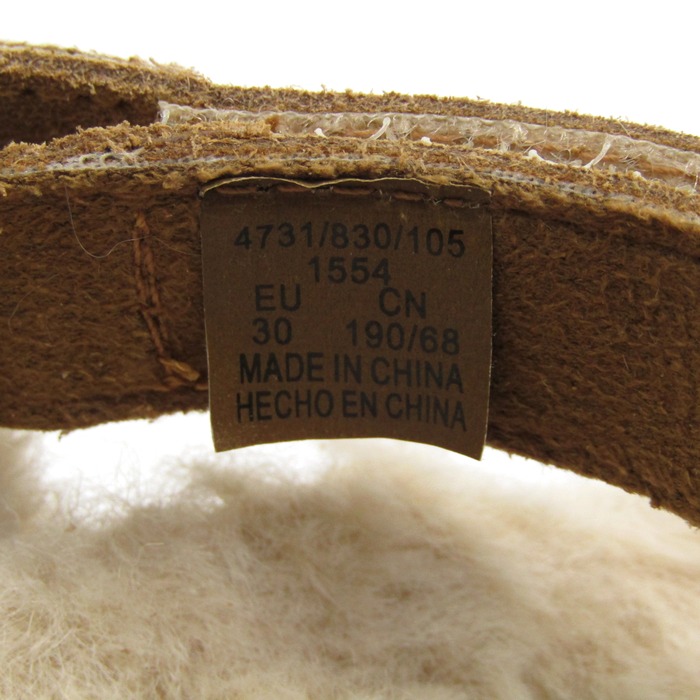 4731/830/105
1554
EU CN
30 190/68
MADE IN CHINA
HECHO EN CHINA